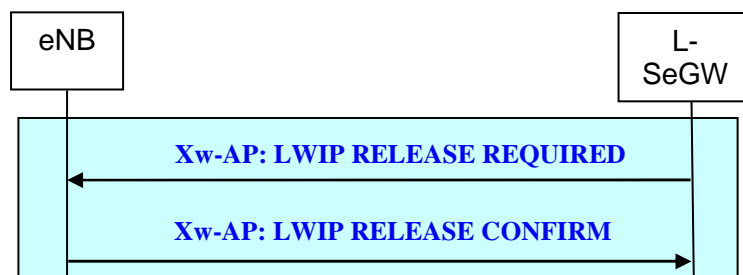 eNB
L-
SeGW
Xw-AP: LWIP RELEASE REQUIRED
Xw-AP: LWIP RELEASE CONFIRM